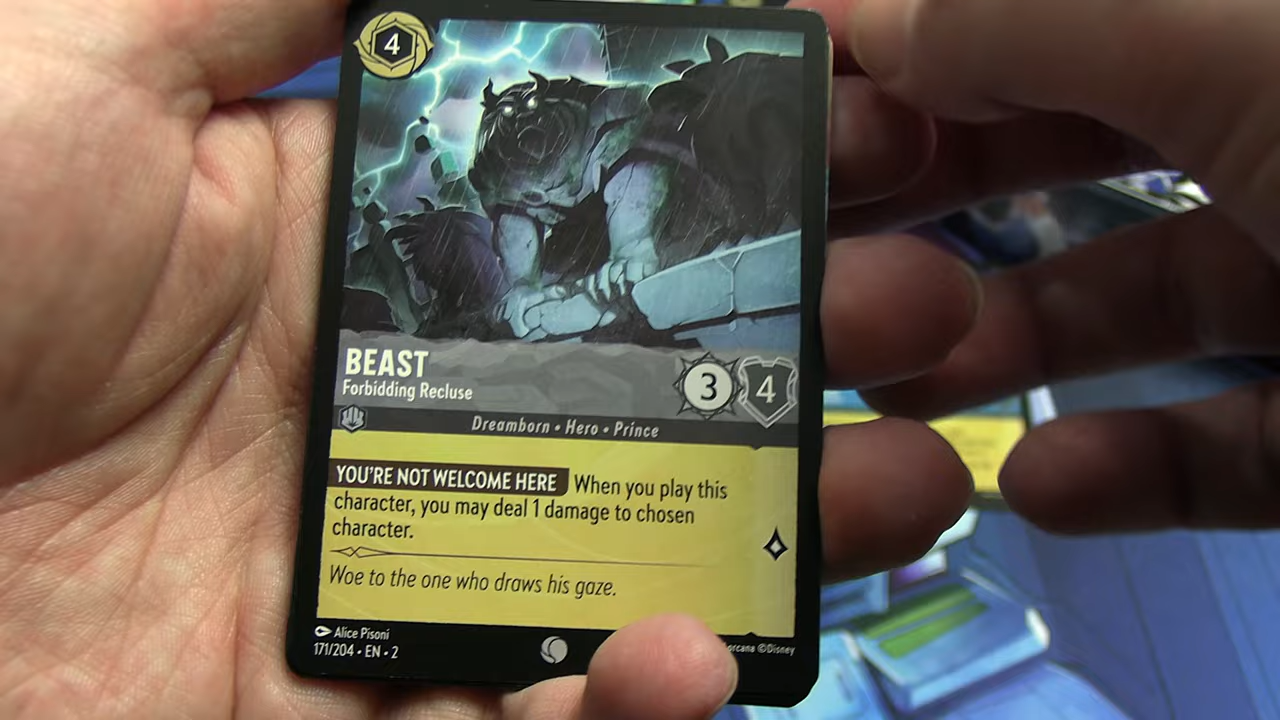 4
BEAST
Forbidding Recluse
3 4
Dreamborn • Hero • Prince
YOU'RE NOT WELCOME HERE When you play this
character, you may deal 1 damage to chosen
character.
Woe to the one who draws his gaze.
Alice Pisoni
171/204 • EN • 2
©Disney